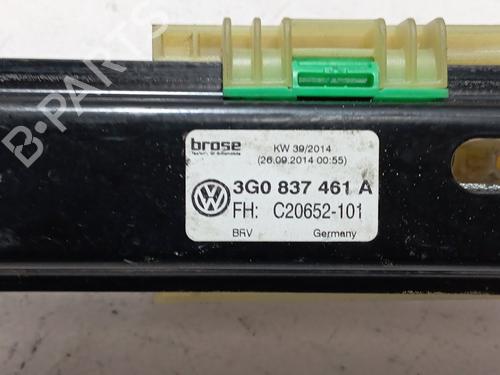 brose
KW 39/2014
(26.09.2014 00:55)
3G0 837 461 A
FH: C20652-101
BRV Germany
B-PARTS